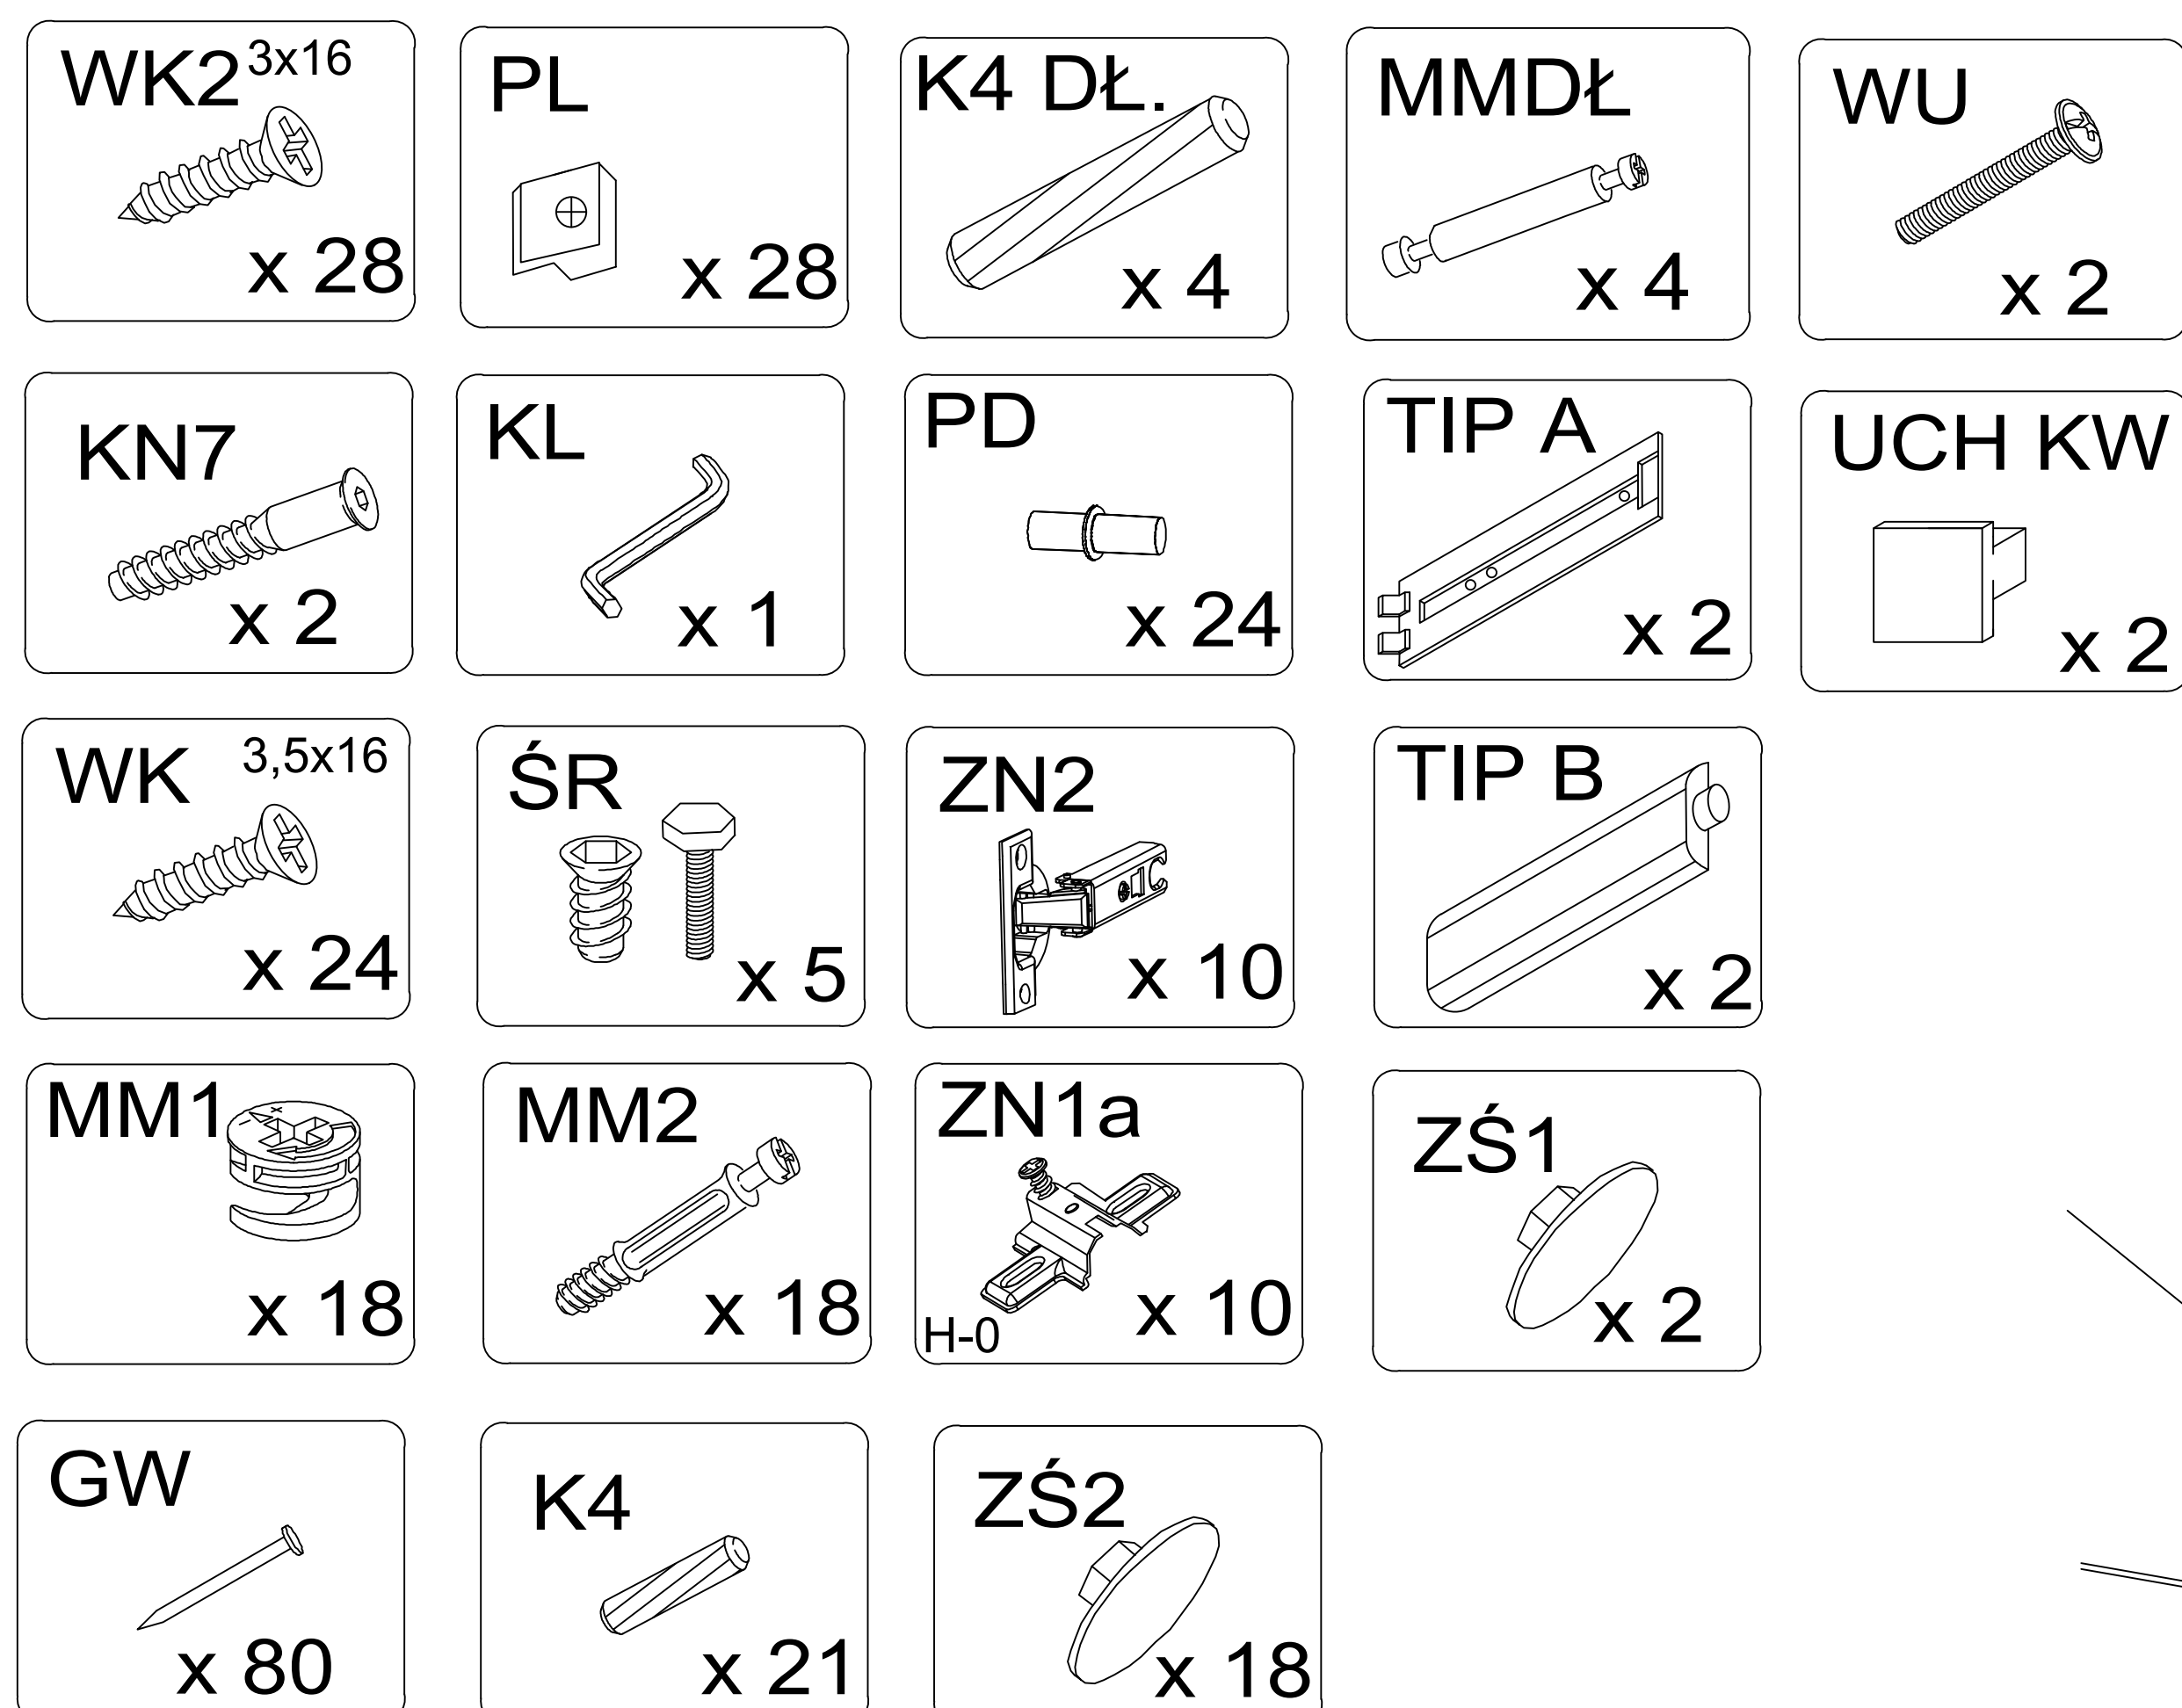 WK2 3x16
x 28
PL
x 28
K4 DŁ.
x 4
MMDŁ
x 4
WU
x 2
KN7
x 2
KL
x 1
PD
x 24
TIP A
x 2
UCH KW
x 2
WK 3,5x16
x 24
ŚR
x 5
ZN2
x 10
TIP B
x 2
MM1
x 18
MM2
x 18
ZN1a
x 10
H-0
ZŚ1
x 2
GW
x 80
K4
x 21
ZŚ2
x 18